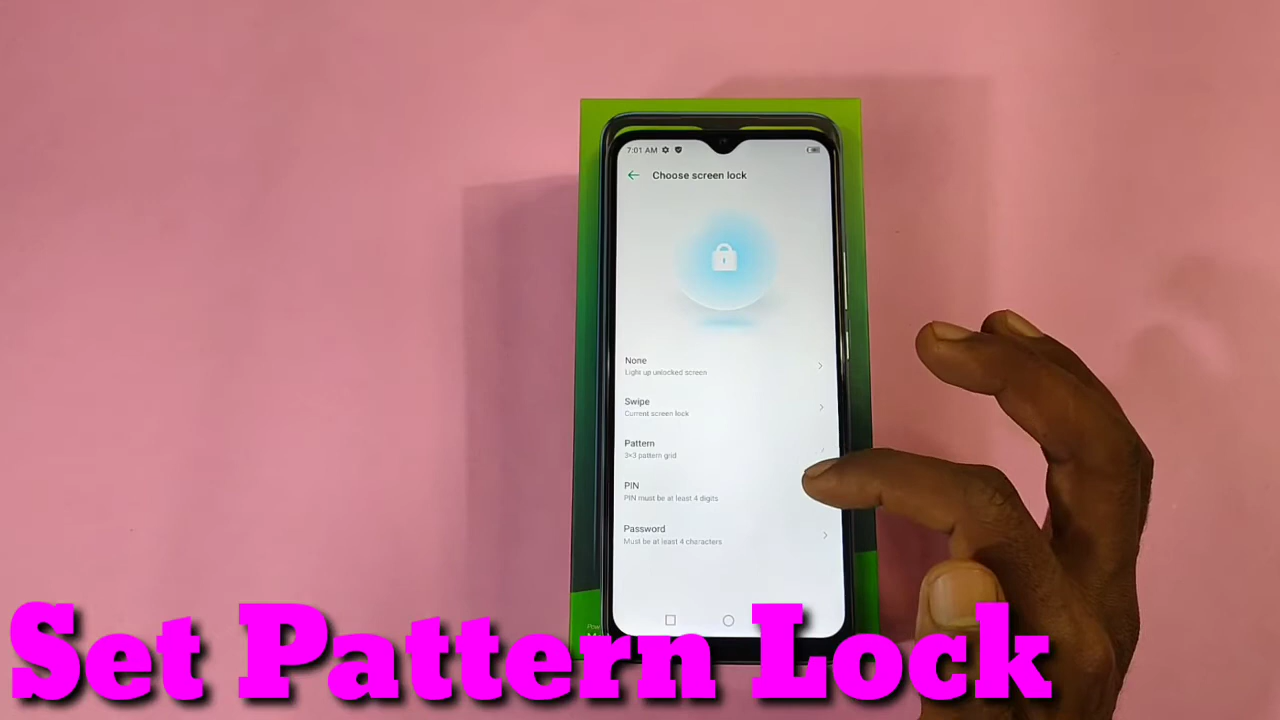 7:01 AM
Choose screen lock
None
Light up unlocked screen
Swipe
Current screen lock
Pattern
3×3 pattern grid
PIN
PIN must be at least 4 digits
Password
Must be at least 4 characters
Set Pattern Lock